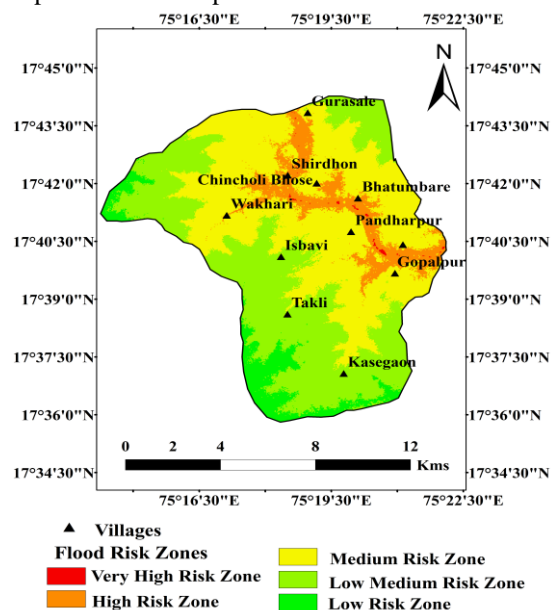 75°16'30"E 75°19'30"E 75°22'30"E
N
17°45'0"N 17°45'0"N
Gurasale
17°43'30"N 17°43'30"N
Shirdhon
17°42'0"N Chincholi Bhose 17°42'0"N
Bhatumbare
Wakhari
Pandharpur
17°40'30"N 17°40'30"N
Isbavi
Gopalpur
17°39'0"N 17°39'0"N
Takli
17°37'30"N 17°37'30"N
Kasegaon
17°36'0"N 17°36'0"N
0 2 4 8 12
Kms
17°34'30"N 17°34'30"N
75°16'30"E 75°19'30"E 75°22'30"E
Villages
Flood Risk Zones
Very High Risk Zone
High Risk Zone
Medium Risk Zone
Low Medium Risk Zone
Low Risk Zone